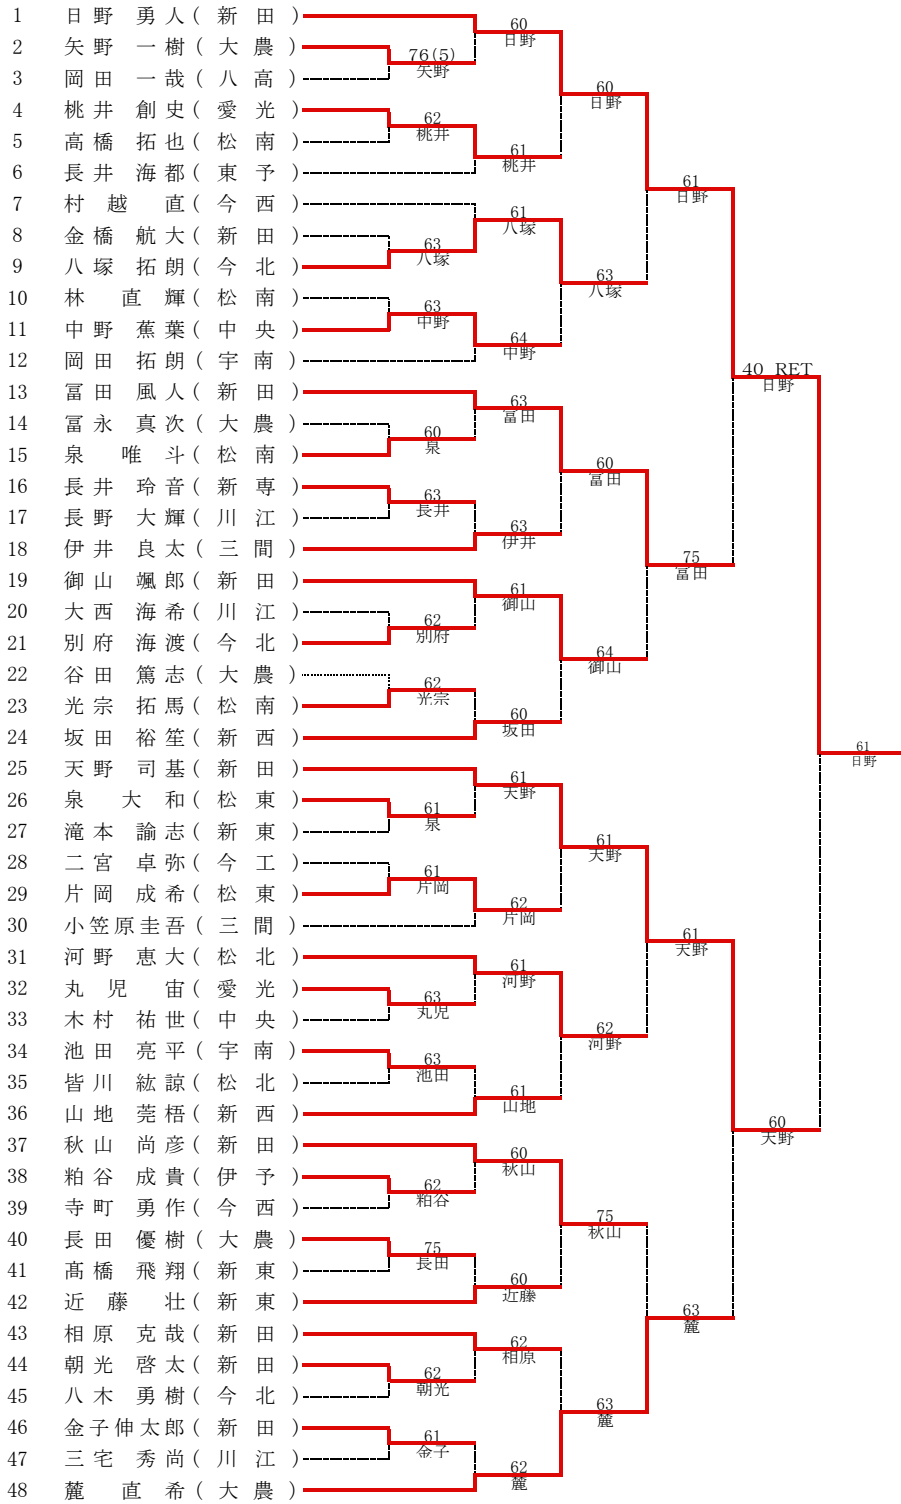 1 日野 勇人 ( 新 田 )
2 矢野 一樹 ( 大 農 )
3 岡田 一哉 ( 八 高 )
4 桃井 創史 ( 愛 光 )
5 高橋 拓也 ( 松 南 )
6 長井 海都 ( 東 予 )
7 村越 直 ( 今 西 )
8 金橋 航大 ( 新 田 )
9 八塚 拓朗 ( 今 北 )
10 林 直輝 ( 松 南 )
11 中野 蕉葉 ( 中 央 )
12 岡田 拓朗 ( 宇 南 )
13 冨田 風人 ( 新 田 )
14 冨永 真次 ( 大 農 )
15 泉 唯斗 ( 松 南 )
16 長井 玲音 ( 新 専 )
17 長野 大輝 ( 川 江 )
18 伊井 良太 ( 三 間 )
19 御山 颯郎 ( 新 田 )
20 大西 海希 ( 川 江 )
21 別府 海渡 ( 今 北 )
22 谷田 篤志 ( 大 農 )
23 光宗 拓馬 ( 松 南 )
24 坂田 裕笙 ( 新 西 )
25 天野 司基 ( 新 田 )
26 泉 大和 ( 松 東 )
27 滝本 諭志 ( 新 東 )
28 二宮 卓弥 ( 今 工 )
29 片岡 成希 ( 松 東 )
30 小笠原圭吾 ( 三 間 )
31 河野 恵大 ( 松 北 )
32 丸児 宙 ( 愛 光 )
33 木村 祐世 ( 中 央 )
34 池田 亮平 ( 宇 南 )
35 皆川 紘諒 ( 松 北 )
36 山地 莞梧 ( 新 西 )
37 秋山 尚彦 ( 新 田 )
38 粕谷 成貴 ( 伊 予 )
39 寺町 勇作 ( 今 西 )
40 長田 優樹 ( 大 農 )
41 髙橋 飛翔 ( 新 東 )
42 近藤 壮 ( 新 東 )
43 相原 克哉 ( 新 田 )
44 朝光 啓太 ( 新 田 )
45 八木 勇樹 ( 今 北 )
46 金子伸太郎 ( 新 田 )
47 三宅 秀尚 ( 川 江 )
48 麓 直希 ( 大 農 )
76(5)
矢野
62
桃井
63
八塚
63
中野
60
泉
63
長井
62
別府
62
光宗
61
泉
61
片岡
63
丸児
63
池田
62
粕谷
75
長田
62
朝光
61
金子
60
日野
61
桃井
61
八塚
64
中野
63
冨田
63
伊井
61
御山
60
坂田
61
天野
62
片岡
61
河野
61
山地
60
秋山
60
近藤
62
相原
62
麓
60
日野
63
八塚
60
冨田
64
御山
61
天野
62
河野
75
秋山
63
麓
61
日野
75
冨田
61
天野
63
麓
40 RET
日野
60
天野
61
日野